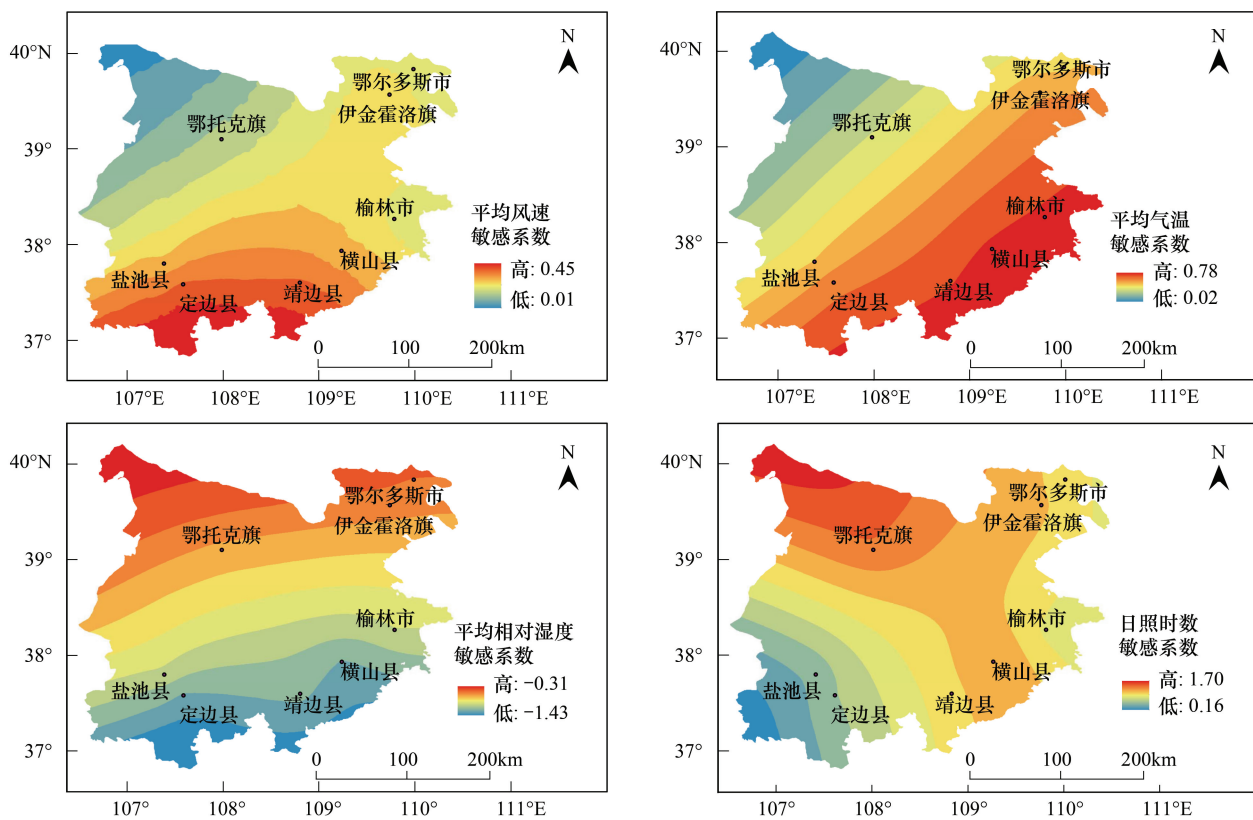 N
40°N
鄂尔多斯市
伊金霍洛旗
鄂托克旗
39°
榆林市
平均风速
敏感系数
38°
横山县
盐池县
高: 0.45
定边县
靖边县
低: 0.01
37°
0 100 200km
107°E 108°E 109°E 110°E 111°E
N
40°N
鄂尔多斯市
伊金霍洛旗
鄂托克旗
39°
榆林市
平均气温
敏感系数
38°
横山县
盐池县
高: 0.78
定边县
靖边县
低: 0.02
37°
0 100 200km
107°E 108°E 109°E 110°E 111°E
N
40°N
鄂尔多斯市
伊金霍洛旗
鄂托克旗
39°
榆林市
平均相对湿度
敏感系数
38°
横山县
盐池县
高: −0.31
定边县
靖边县
低: −1.43
37°
0 100 200km
107° 108° 109° 110° 111°
N
40°N
鄂尔多斯市
伊金霍洛旗
鄂托克旗
39°
榆林市
日照时数
敏感系数
38°
横山县
盐池县
高: 1.70
定边县
靖边县
低: 0.16
37°
0 100 200km
107° 108° 109° 110° 111°